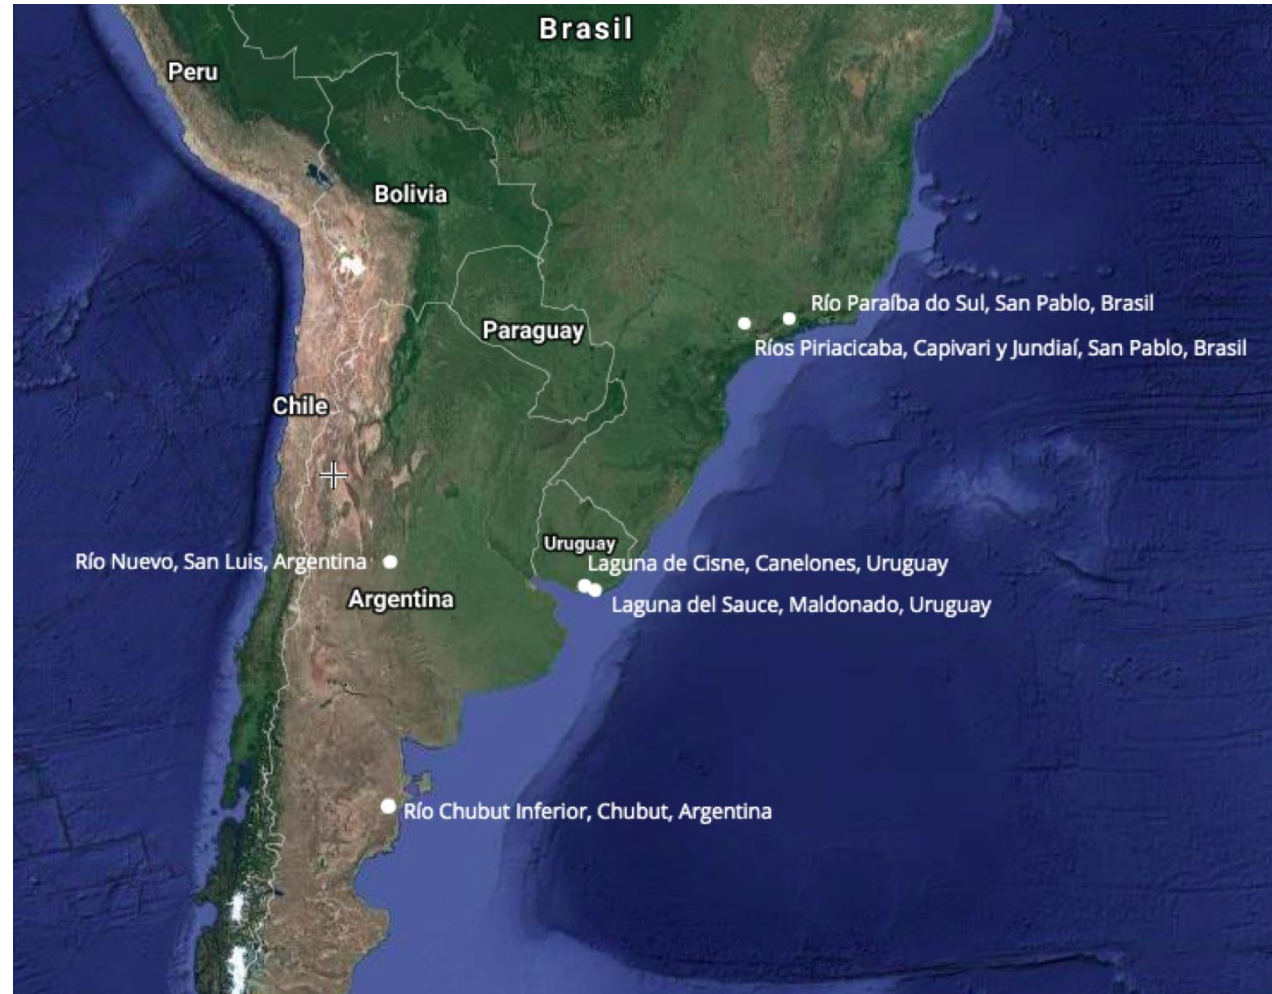 Brasil
Peru
Bolivia
Río Paraíba do Sul, San Pablo, Brasil
Paraguay
Ríos Piriacicaba, Capivari y Jundiaí, San Pablo, Brasil
Chile
Uruguay
Río Nuevo, San Luis, Argentina
Laguna de Cisne, Canelones, Uruguay
Argentina
Laguna del Sauce, Maldonado, Uruguay
Río Chubut Inferior, Chubut, Argentina